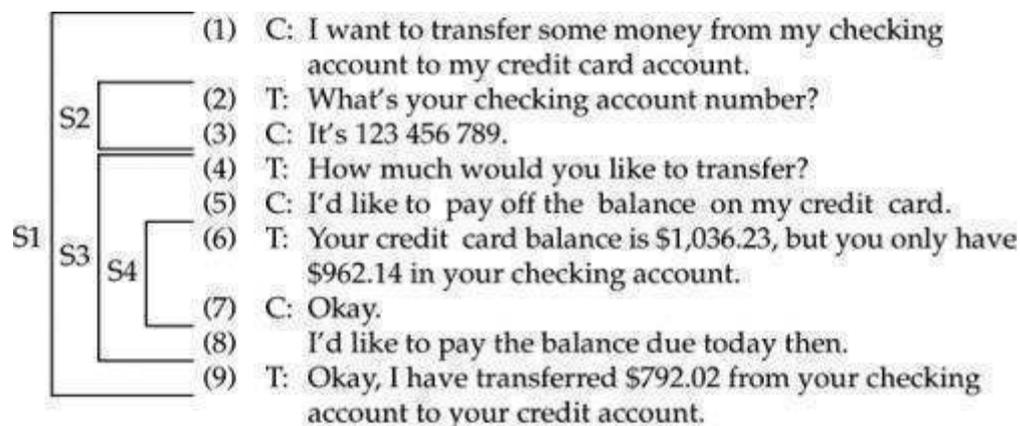 (1) C: I want to transfer some money from my checking
account to my credit card account.
(2) T: What's your checking account number?
S2
(3) C: It's 123 456 789.
(4) T: How much would you like to transfer?
(5) C: I'd like to pay off the balance on my credit card.
S1
(6) T: Your credit card balance is $1,036.23, but you only have
S3
S4
$962.14 in your checking account.
(7) C: Okay.
(8) I'd like to pay the balance due today then.
(9) T: Okay, I have transferred $792.02 from your checking
account to your credit account.